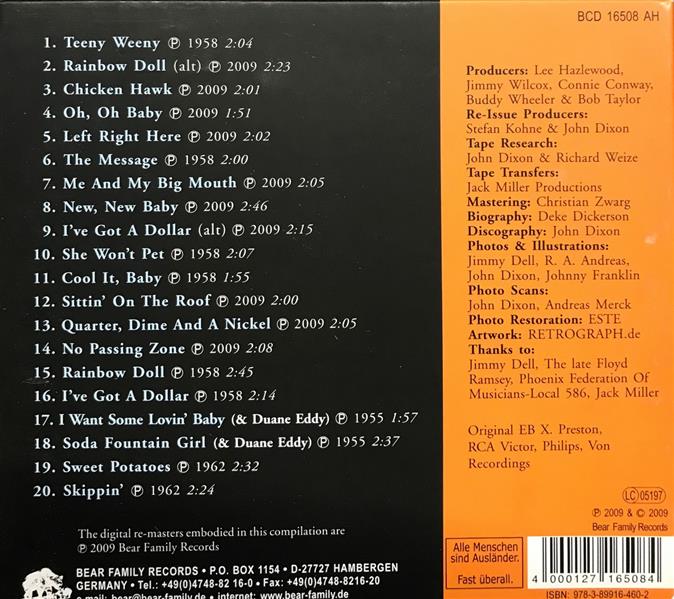 BCD 16508 AH
1. Teeny Weeny ℗ 1958 2:04
2. Rainbow Doll (alt) ℗ 2009 2:23
3. Chicken Hawk ℗ 2009 2:01
4. Oh, Oh Baby ℗ 2009 1:51
5. Left Right Here ℗ 2009 2:02
6. The Message ℗ 1958 2:00
7. Me And My Big Mouth ℗ 2009 2:05
8. New, New Baby ℗ 2009 2:46
9. I've Got A Dollar (alt) ℗ 2009 2:15
10. She Won't Pet ℗ 1958 2:07
11. Cool It, Baby ℗ 1958 1:55
12. Sittin' On The Roof ℗ 2009 2:00
13. Quarter, Dime And A Nickel ℗ 2009 2:05
14. No Passing Zone ℗ 2009 2:08
15. Rainbow Doll ℗ 1958 2:45
16. I've Got A Dollar ℗ 1958 2:14
17. I Want Some Lovin' Baby (& Duane Eddy) ℗ 1955 1:57
18. Soda Fountain Girl (& Duane Eddy) ℗ 1955 2:37
19. Sweet Potatoes ℗ 1962 2:32
20. Skippin' ℗ 1962 2:24
The digital re-masters embodied in this compilation are
℗ 2009 Bear Family Records
BEAR FAMILY RECORDS • P.O. BOX 1154 • D-27727 HAMBERGEN
GERMANY • Tel.: +49(0)4748-82 16-0 • Fax: +49(0)4748-8216-20
e-mail: bear@bear-family.de • internet: www.bear-family.de
Producers: Lee Hazlewood,
Jimmy Wilcox, Connie Conway,
Buddy Wheeler & Bob Taylor
Re-Issue Producers:
Stefan Kohne & John Dixon
Tape Research:
John Dixon & Richard Weize
Tape Transfers:
Jack Miller Productions
Mastering: Christian Zwarg
Biography: Deke Dickerson
Discography: John Dixon
Photos & Illustrations:
Jimmy Dell, R. A. Andreas,
John Dixon, Johnny Franklin
Photo Scans:
John Dixon, Andreas Merck
Photo Restoration: ESTE
Artwork: RETROGRAPH.de
Thanks to:
Jimmy Dell, The late Floyd
Ramsey, Phoenix Federation Of
Musicians-Local 586, Jack Miller
Original EB X. Preston,
RCA Victor, Philips, Von
Recordings
LC 05197
℗ 2009 & © 2009
Bear Family Records
Alle Menschen
sind Ausländer.
Fast überall.
4 000127 165084
ISBN: 978-3-89916-460-2